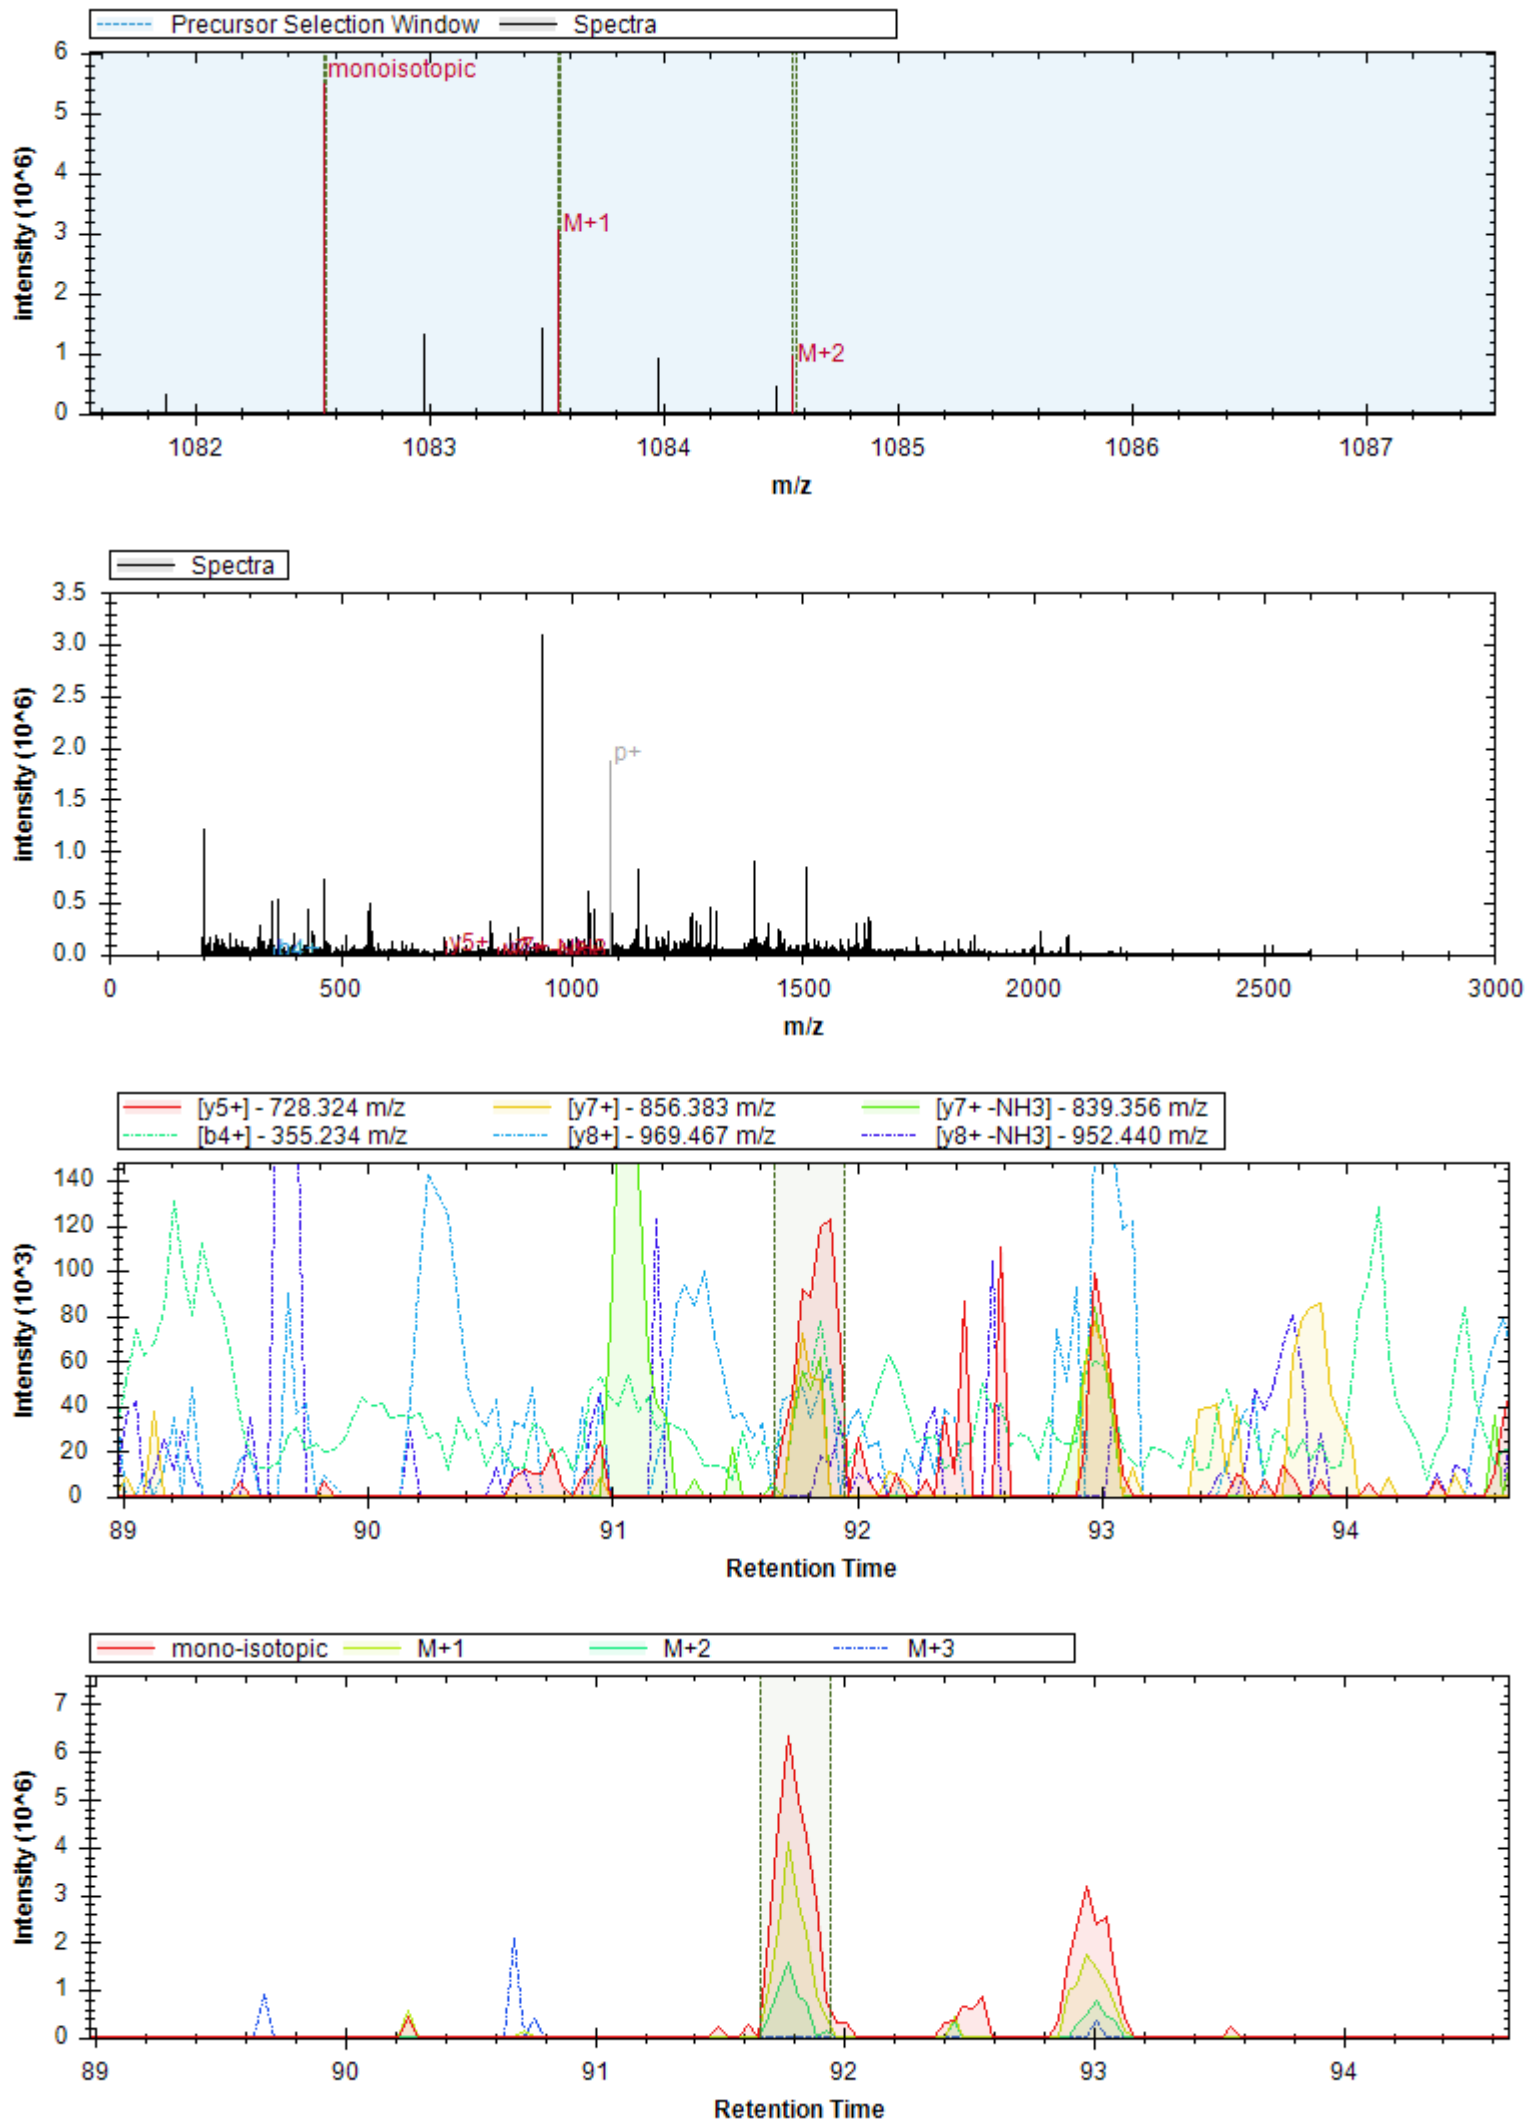 Precursor Selection Window Spectra
6
monoisotopic
5
4
3
M+1
2
1
M+2
0
intensity (10^6)
1082 1083 1084 1085 1086 1087
m/z
Spectra
3.5
3.0
2.5
2.0
p+
1.5
1.0
0.5
0.0
b4+ y5+
intensity (10^6)
0 500 1000 1500 2000 2500 3000
m/z
[y5+] - 728.324 m/z [y7+] - 856.383 m/z [y7+ -NH3] - 839.356 m/z
[b4+] - 355.234 m/z [y8+] - 969.467 m/z [y8+ -NH3] - 952.440 m/z
140
120
100
80
60
40
20
0
Intensity (10^3)
89 90 91 92 93 94
Retention Time
mono-isotopic M+1 M+2 M+3
7
6
5
4
3
2
1
0
Intensity (10^6)
89 90 91 92 93 94
Retention Time